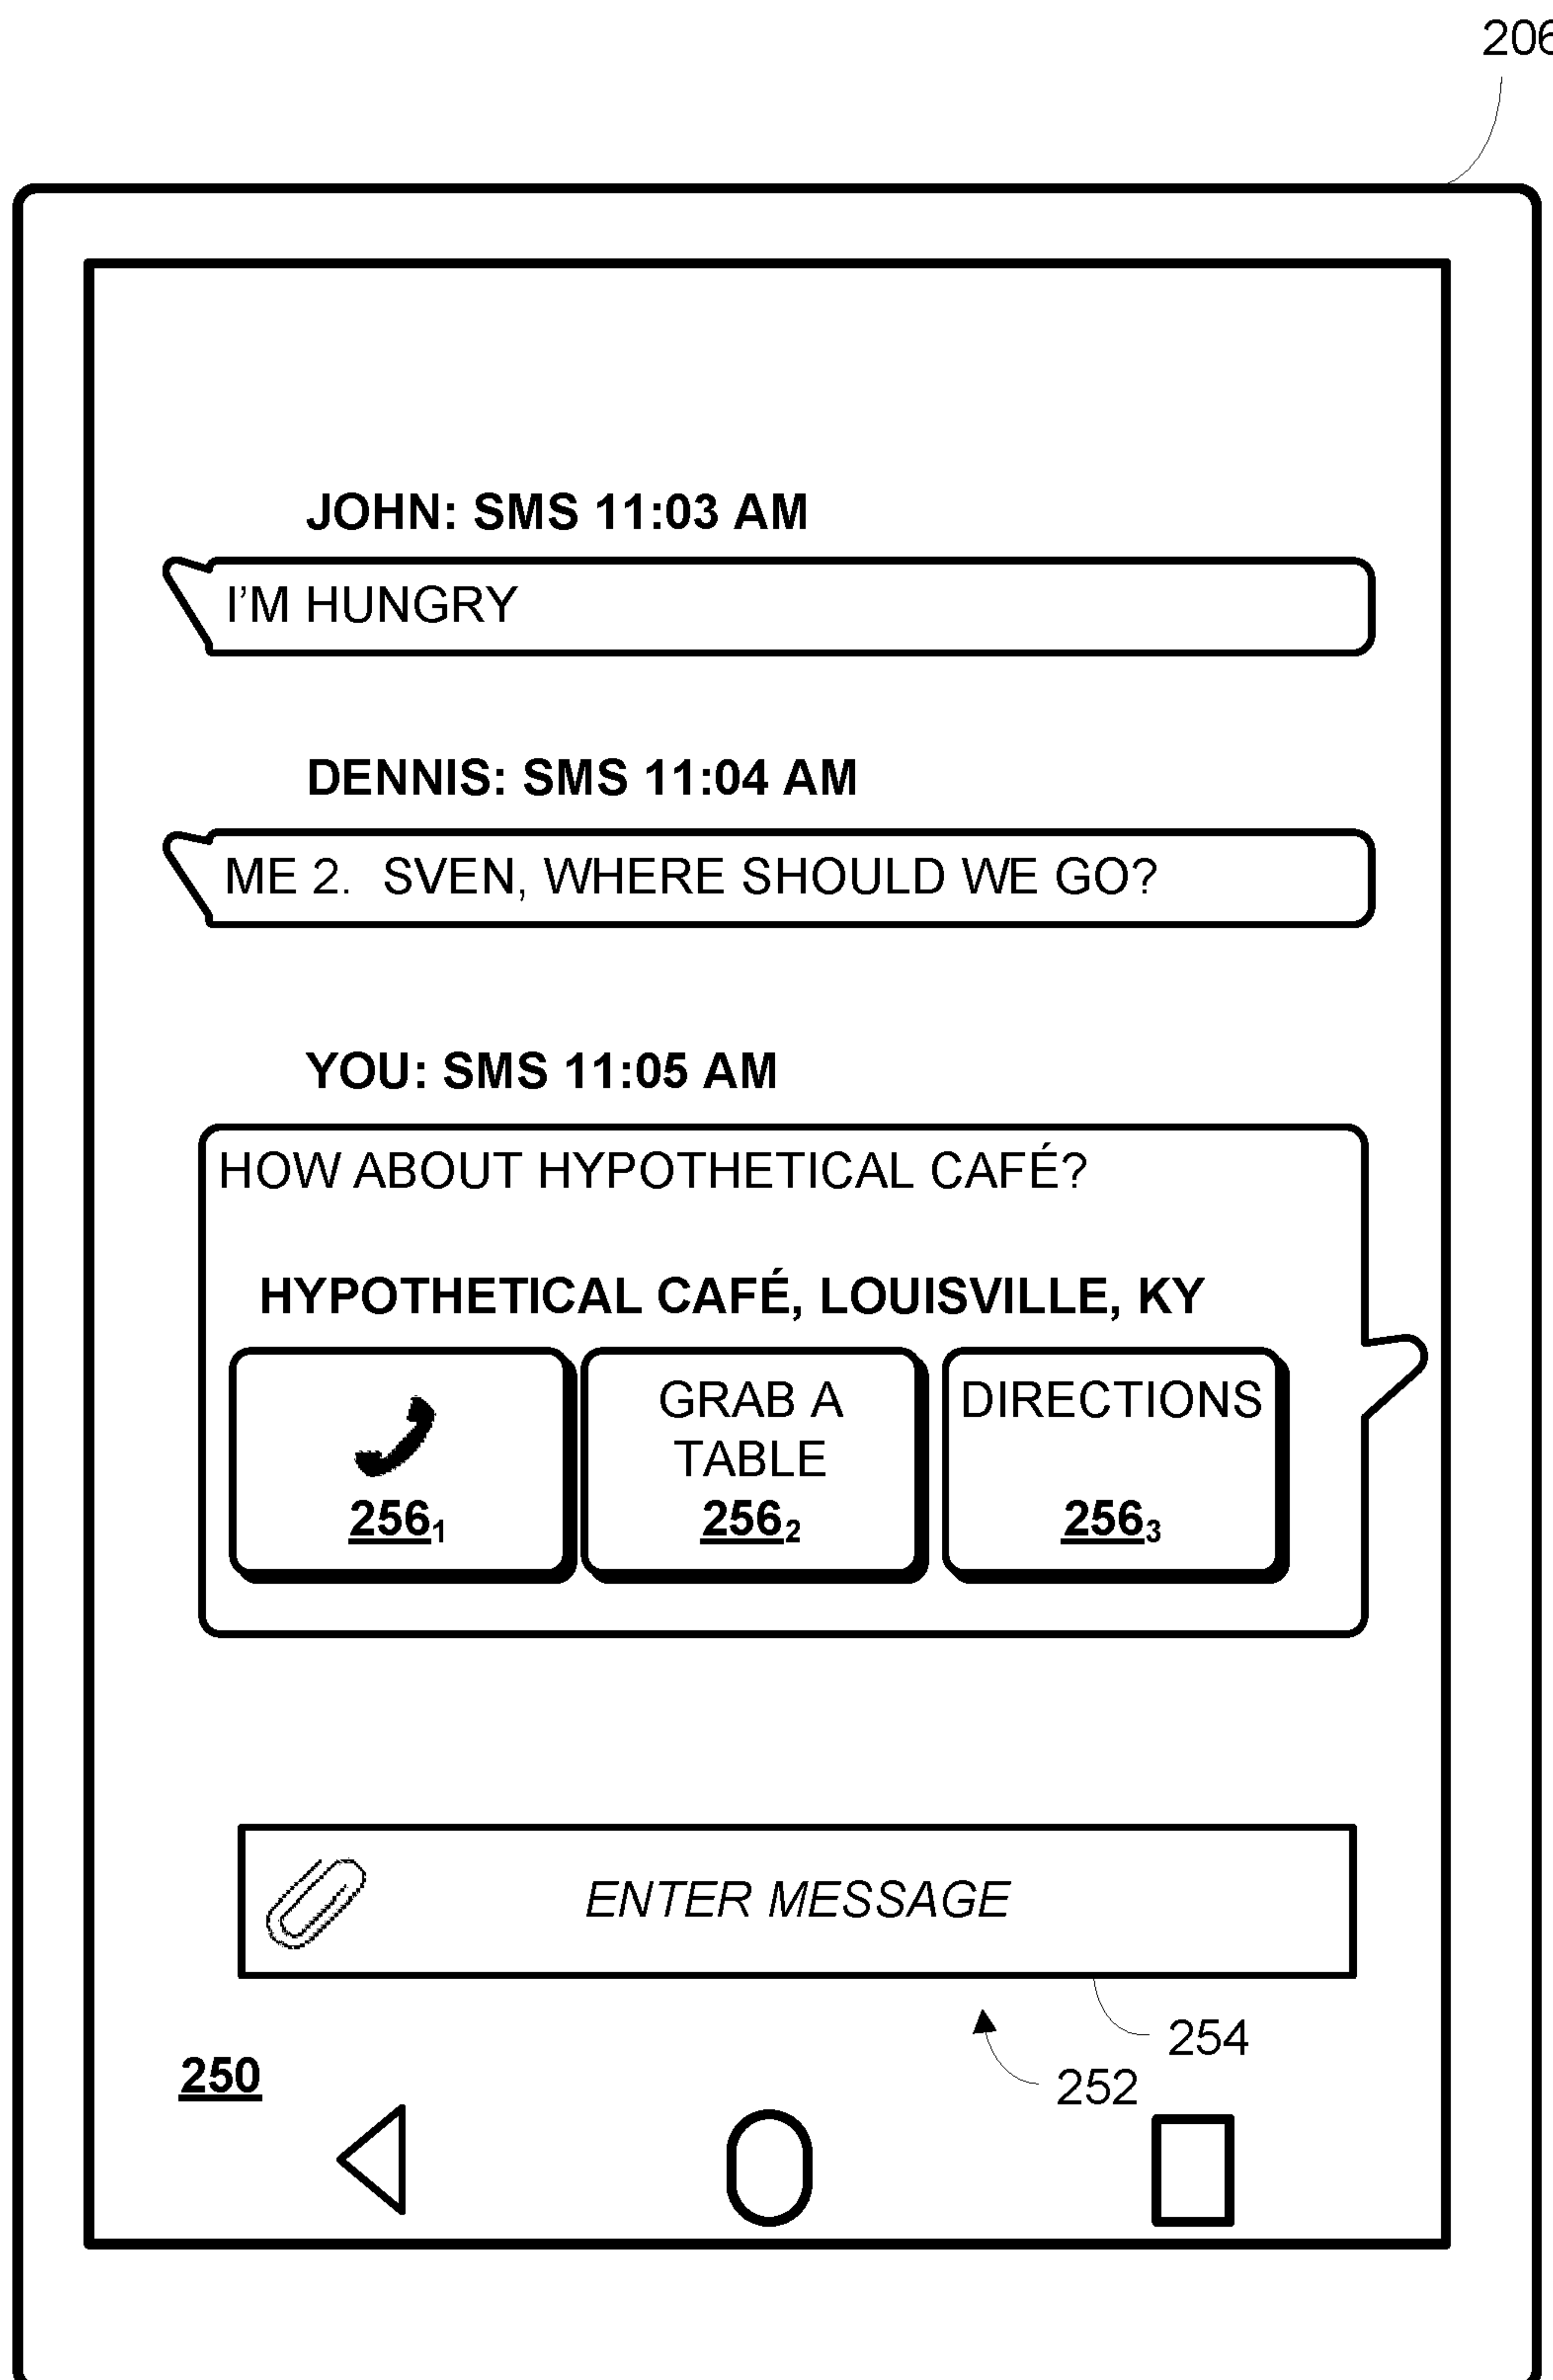 206
JOHN: SMS 11:03 AM
I’M HUNGRY
DENNIS: SMS 11:04 AM
ME 2.  SVEN, WHERE SHOULD WE GO?
YOU: SMS 11:05 AM
HOW ABOUT HYPOTHETICAL CAFÉ?
HYPOTHETICAL CAFÉ, LOUISVILLE, KY
GRAB A
TABLE
DIRECTIONS
256₁
256₂
256₃
ENTER MESSAGE
254
252
250